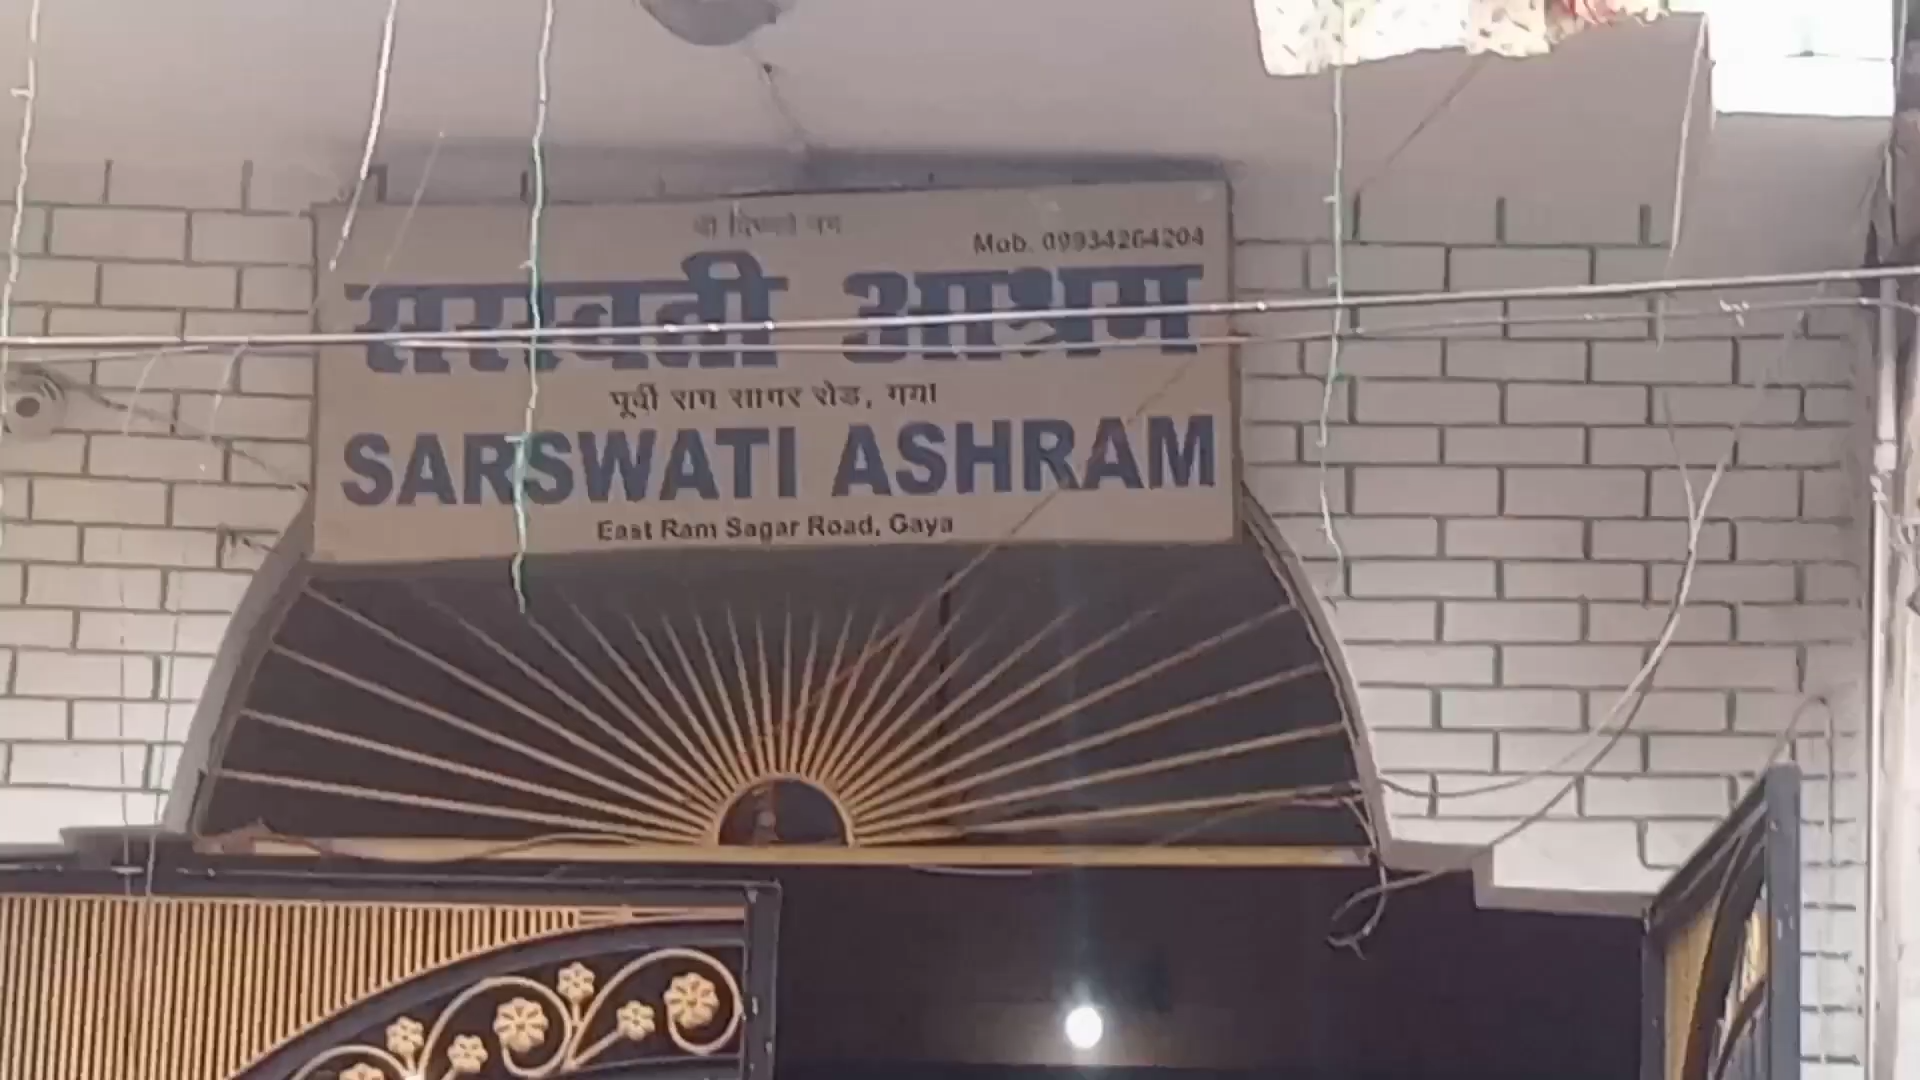 Mob. 09934264204
सरस्वती आश्रम
पूर्वी राम सागर रोड, गया
SARSWATI ASHRAM
East Ram Sagar Road, Gaya